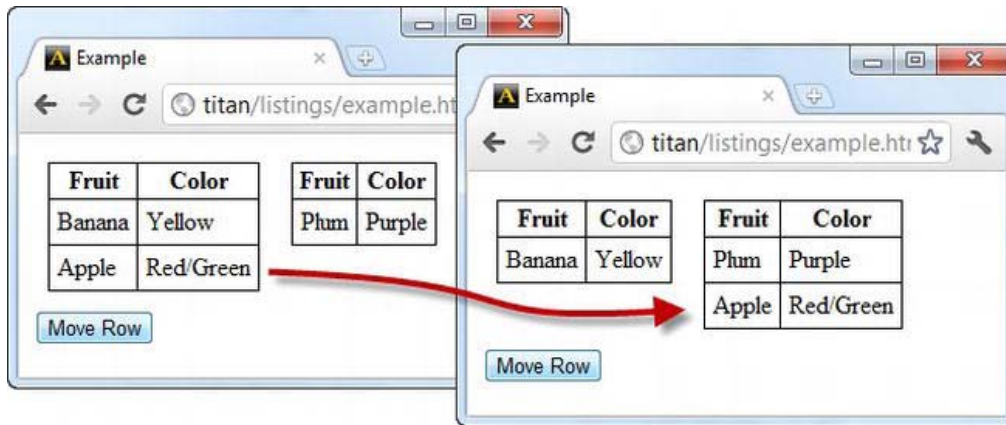 Example
titan/listings/example.ht
Fruit Color
Banana Yellow
Apple Red/Green
Fruit Color
Plum Purple
Move Row
Example
titan/listings/example.htm
Fruit Color
Banana Yellow
Fruit Color
Plum Purple
Apple Red/Green
Move Row